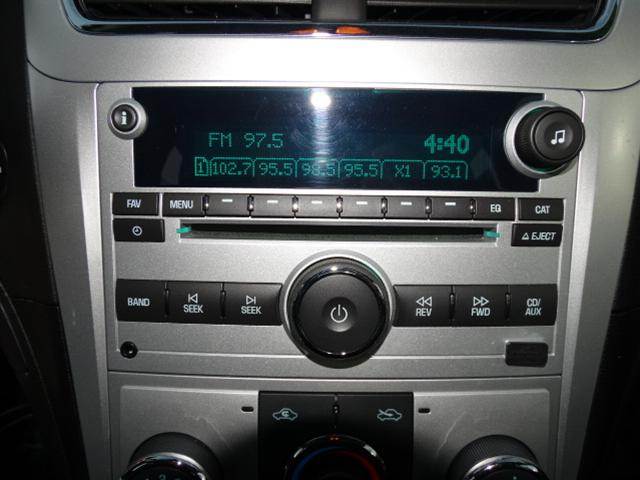 i
FM 97.5 4:40
1 102.7 95.5 98.5 95.5 X1 93.1
FAV MENU EQ CAT
EJECT
BAND SEEK SEEK REV FWD CD/
AUX